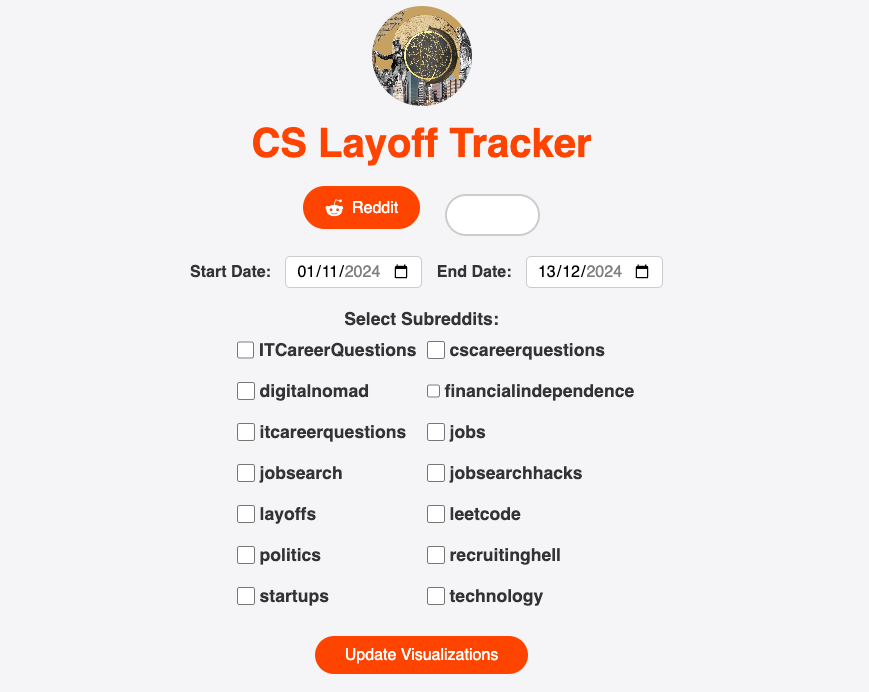 CS Layoff Tracker
Reddit
Start Date: 01/11/2024 End Date: 13/12/2024
Select Subreddits:
ITCareerQuestions cscareerquestions
digitalnomad financialindependence
itcareerquestions jobs
jobsearch jobsearchhacks
layoffs leetcode
politics recruitinghell
startups technology
Update Visualizations